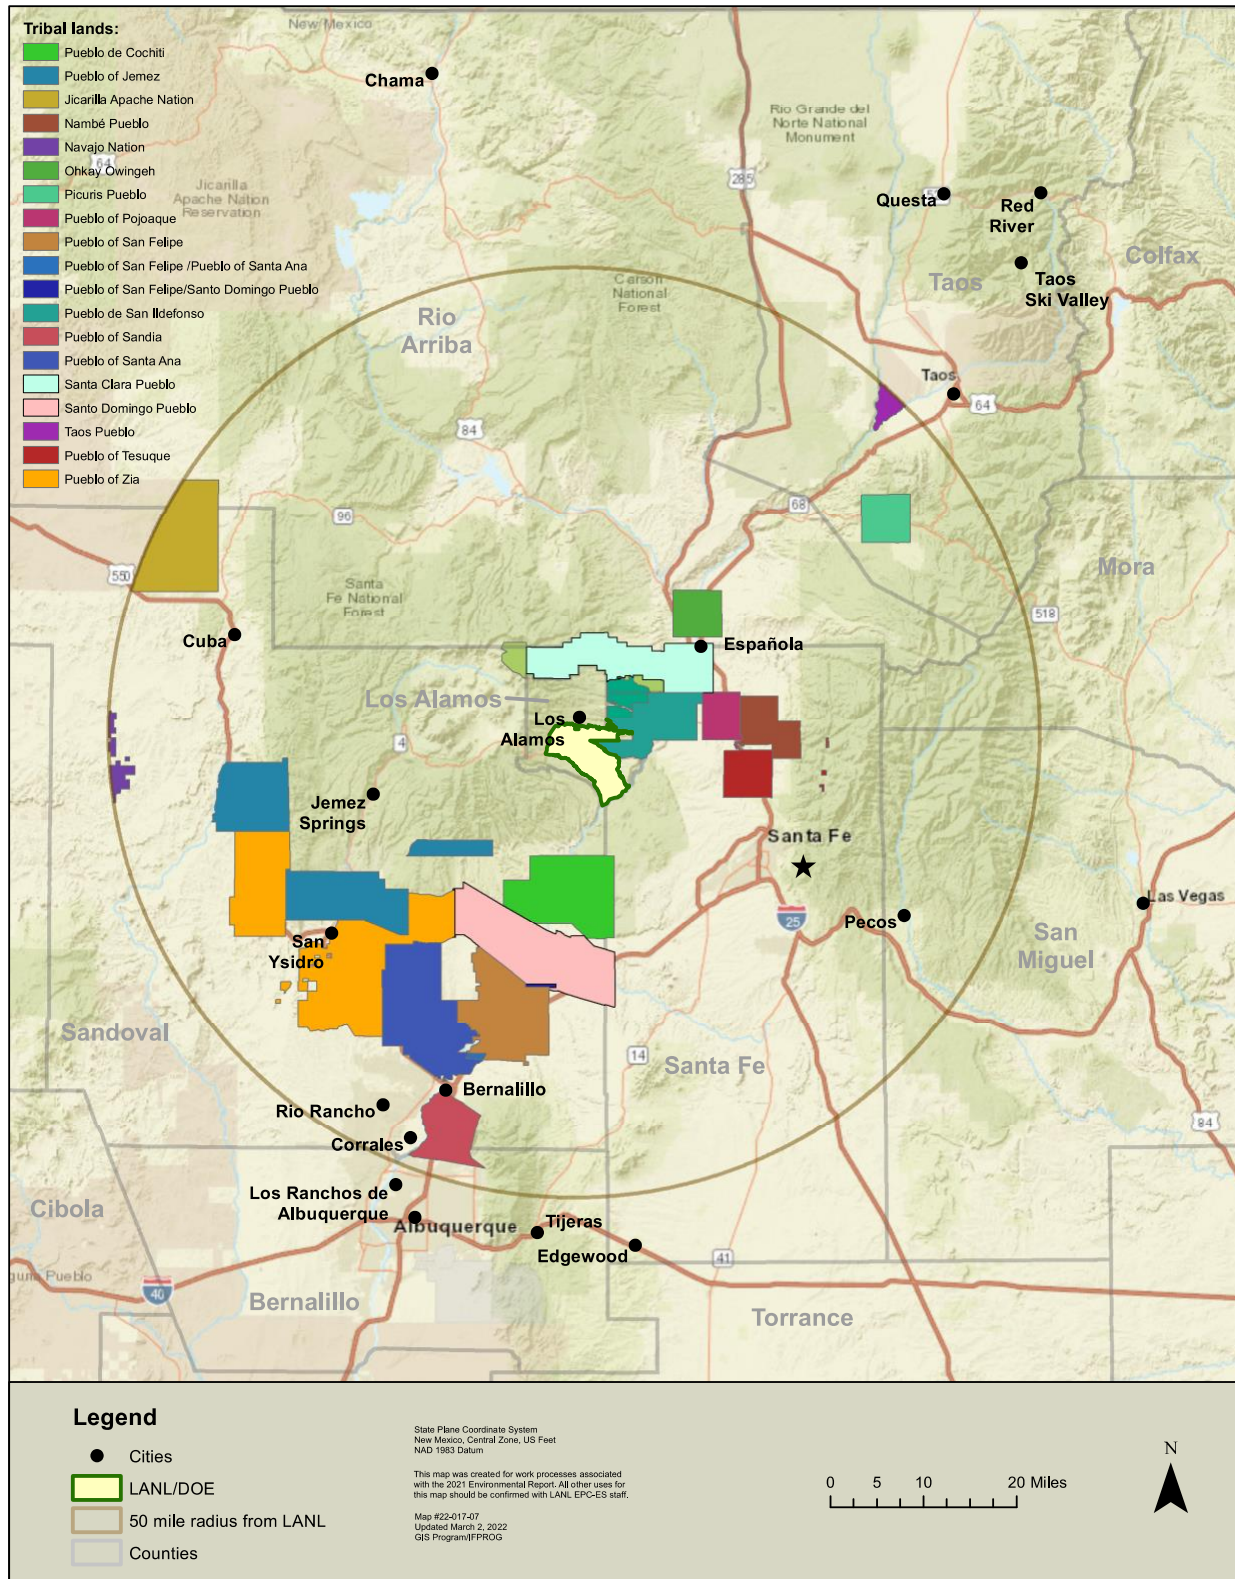 Tribal lands:
Pueblo de Cochiti
Pueblo of Jemez
Jicarilla Apache Nation
Nambé Pueblo
Navajo Nation
Ohkay Owingeh
Picuris Pueblo
Pueblo of Pojoaque
Pueblo of San Felipe
Pueblo of San Felipe /Pueblo of Santa Ana
Pueblo of San Felipe/Santo Domingo Pueblo
Pueblo de San Ildefonso
Pueblo of Sandia
Pueblo of Santa Ana
Santa Clara Pueblo
Santo Domingo Pueblo
Taos Pueblo
Pueblo of Tesuque
Pueblo of Zia
New Mexico
Chama
64
Jicarilla
Apache Nation
Reservation
Rio Grande del
Norte National
Monument
285
Questa
Red
River
Taos
Ski Valley
Taos
Colfax
Carson
National
Forest
Rio
Arriba
Taos
64
84
68
96
550
Santa
Fe National
Forest
Mora
518
Cuba
Española
Los Alamos
Los
Alamos
4
Jemez
Springs
Santa Fe
25
Pecos
Las Vegas
San
Miguel
San
Ysidro
Sandoval
14
Santa Fe
Bernalillo
Rio Rancho
Corrales
84
Cibola
Los Ranchos de
Albuquerque
Albuquerque
Tijeras
Edgewood
41
guna Pueblo
40
Bernalillo
Torrance
Legend
Cities
LANL/DOE
50 mile radius from LANL
Counties
State Plane Coordinate System
New Mexico, Central Zone, US Feet
NAD 1983 Datum
This map was created for work processes associated
with the 2021 Environmental Report. All other uses for
this map should be confirmed with LANL EPC-ES staff.
Map #22-017-07
Updated March 2, 2022
GIS Program/IFPROG
0 5 10 20 Miles
N